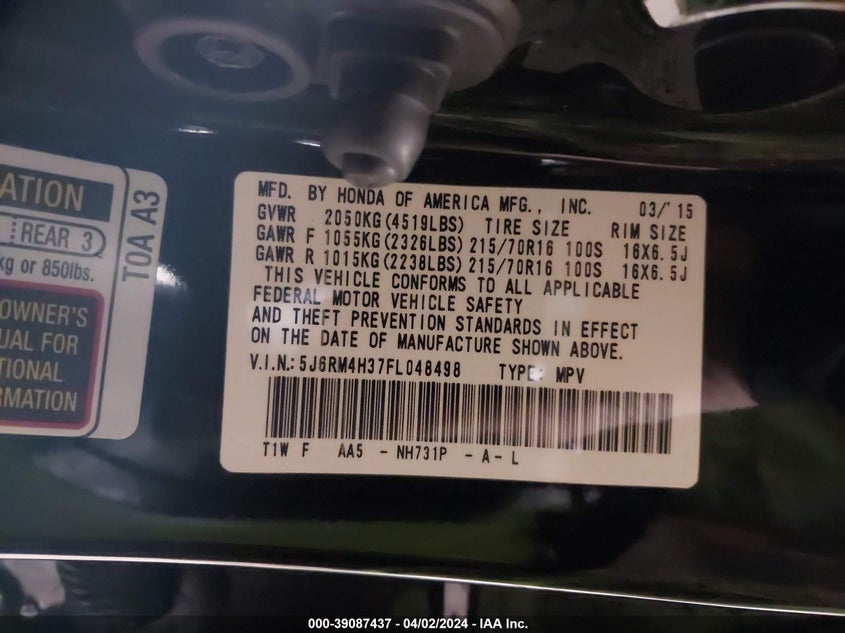 ATION
REAR 3
kg or 850lbs.
TOA A3
OWNER'S
UAL FOR
TIONAL
RMATION
MFD. BY HONDA OF AMERICA MFG., INC. 03/'15
GVWR 2050KG(4519LBS) TIRE SIZE RIM SIZE
GAWR F 1055KG(2326LBS) 215/70R16 100S 16X6.5J
GAWR R 1015KG(2238LBS) 215/70R16 100S 16X6.5J
THIS VEHICLE CONFORMS TO ALL APPLICABLE
FEDERAL MOTOR VEHICLE SAFETY
AND THEFT PREVENTION STANDARDS IN EFFECT
ON THE DATE OF MANUFACTURE SHOWN ABOVE.
V.I.N.: 5J6RM4H37FL048498 TYPE: MPV
T1W F AA5 - NH731P - A - L
000-39087437 - 04/02/2024 - IAA Inc.